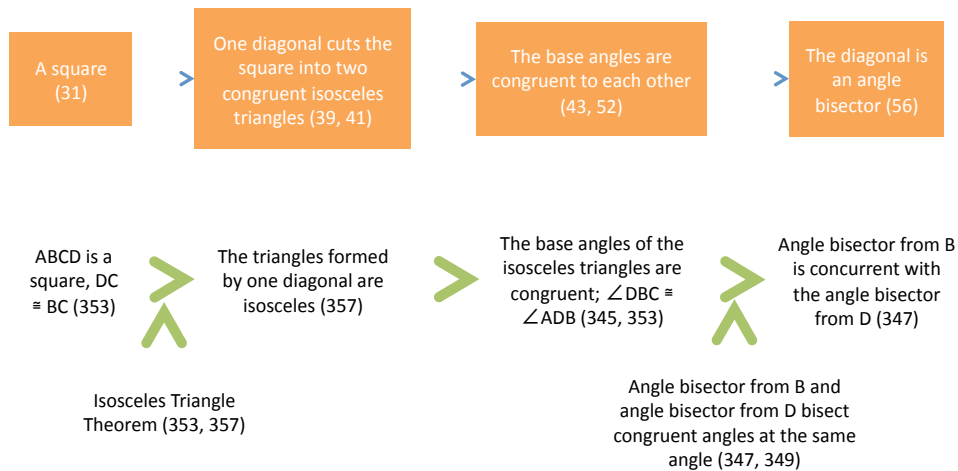 A square
(31)
One diagonal cuts the
square into two
congruent isosceles
triangles (39, 41)
The base angles are
congruent to each other
(43, 52)
The diagonal is
an angle
bisector (56)
ABCD is a
square, DC
≅ BC (353)
The triangles formed
by one diagonal are
isosceles (357)
The base angles of the
isosceles triangles are
congruent; ∠DBC ≅
∠ADB (345, 353)
Angle bisector from B
is concurrent with
the angle bisector
from D (347)
Isosceles Triangle
Theorem (353, 357)
Angle bisector from B and
angle bisector from D bisect
congruent angles at the same
angle (347, 349)